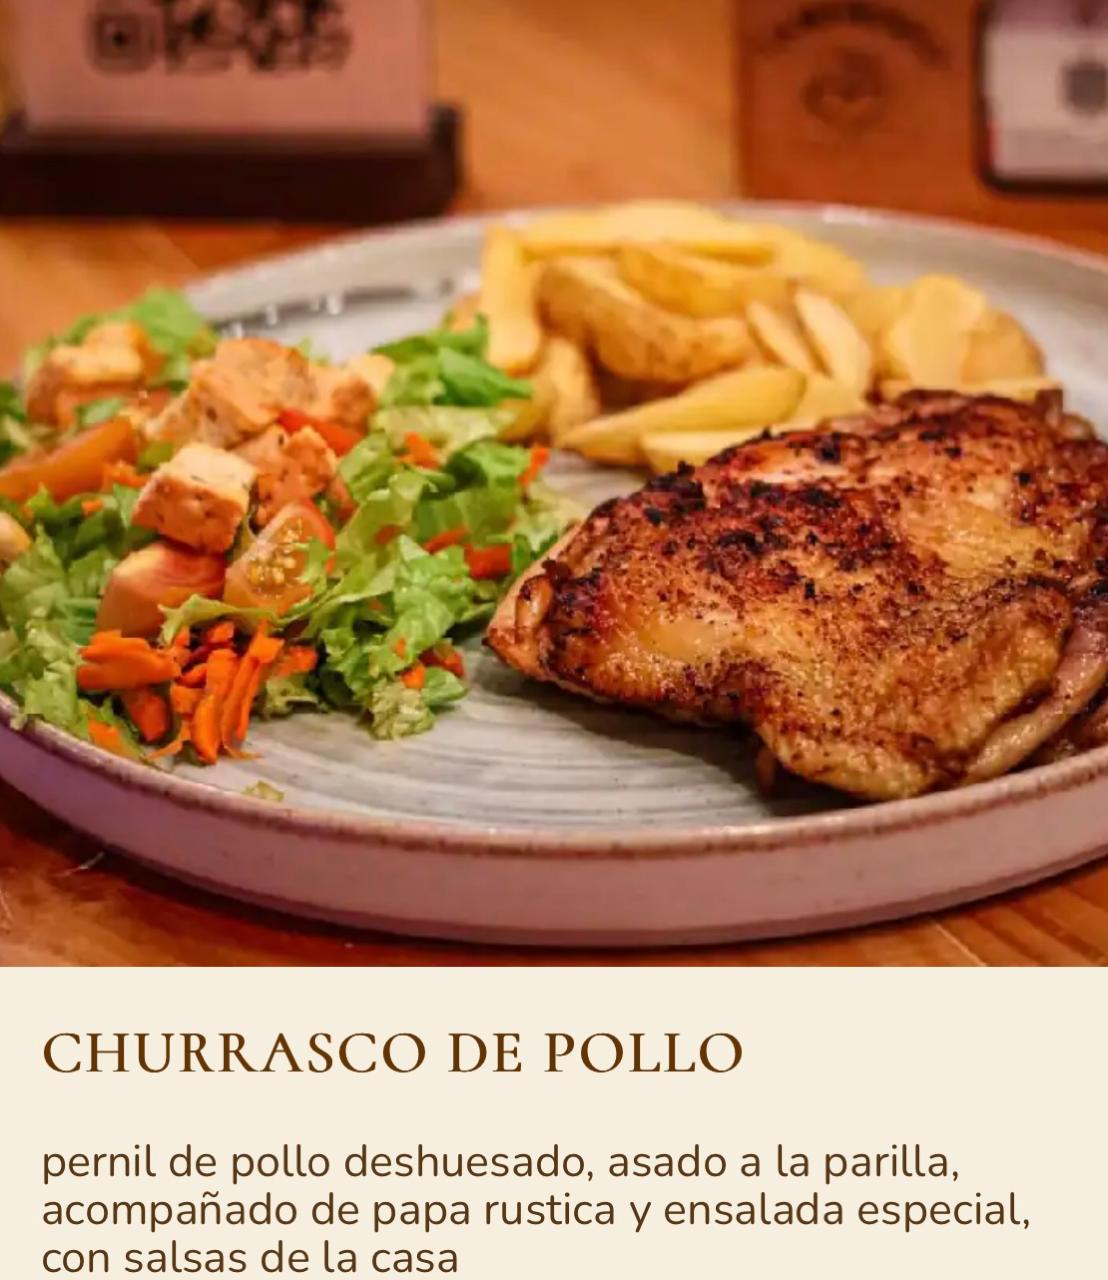 CHURRASCO DE POLLO
pernil de pollo deshuesado, asado a la parilla,
acompañado de papa rustica y ensalada especial,
con salsas de la casa